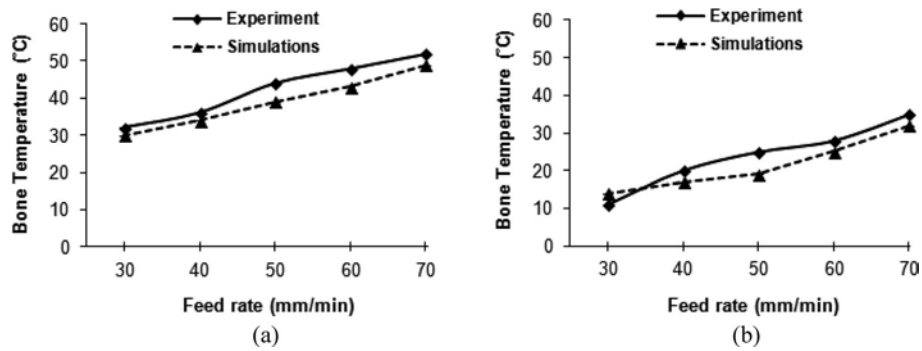 Experiment
Simulations
Bone Temperature (˚C)
60
50
40
30
20
10
0
30 40 50 60 70
Feed rate (mm/min)
(a)
Experiment
Simulations
Bone Temperature (˚C)
60
50
40
30
20
10
0
30 40 50 60 70
Feed rate (mm/min)
(b)